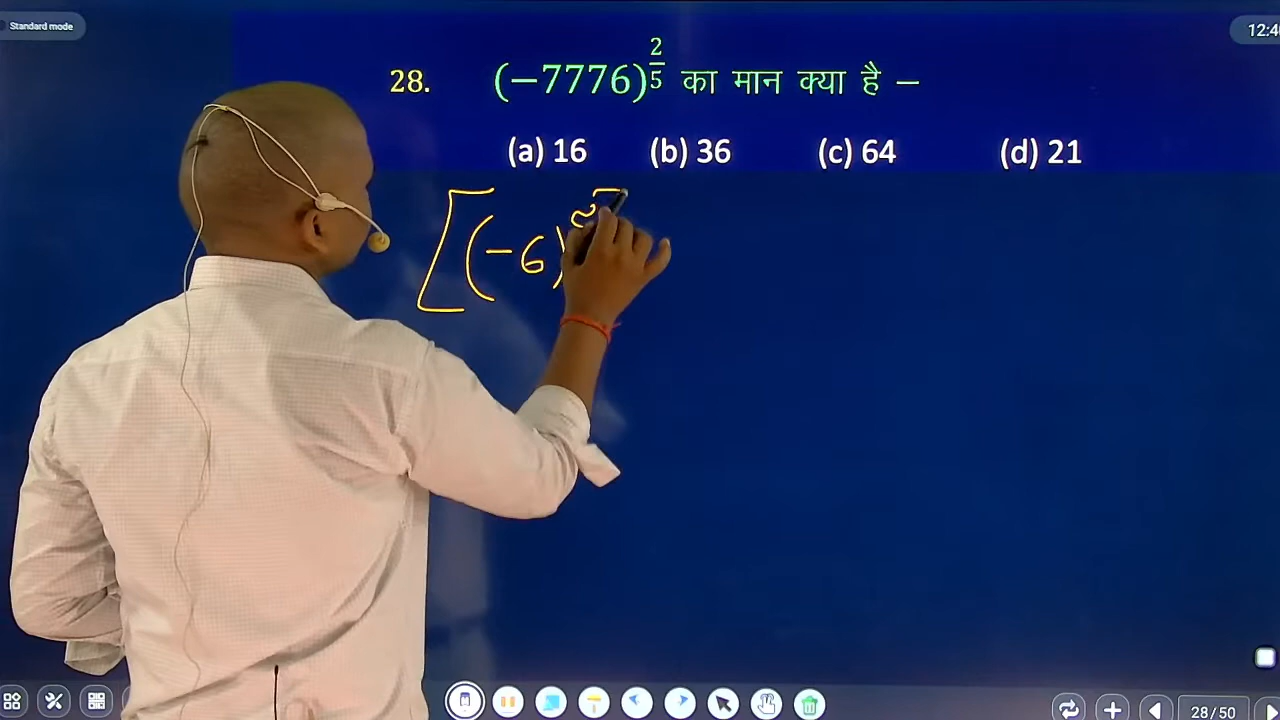 Standard mode
12:4
28. (−7776)^{2/5} का मान क्या है −
(a) 16 (b) 36 (c) 64 (d) 21
[(-6)
28/50